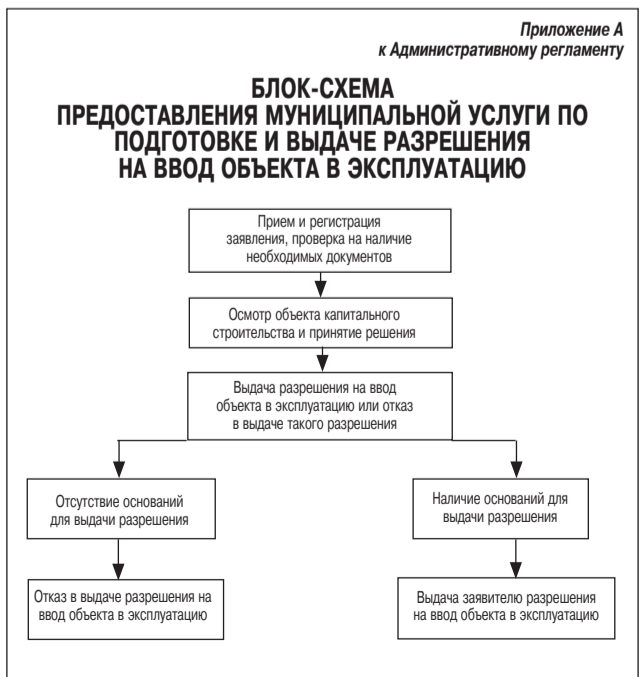 Приложение А
к Административному регламенту
БЛОК-СХЕМА
ПРЕДОСТАВЛЕНИЯ МУНИЦИПАЛЬНОЙ УСЛУГИ ПО
ПОДГОТОВКЕ И ВЫДАЧЕ РАЗРЕШЕНИЯ
НА ВВОД ОБЪЕКТА В ЭКСПЛУАТАЦИЮ
Прием и регистрация
заявления, проверка на наличие
необходимых документов
Осмотр объекта капитального
строительства и принятие решения
Выдача разрешения на ввод
объекта в эксплуатацию или отказ
в выдаче такого разрешения
Отсутствие оснований
для выдачи разрешения
Наличие оснований для
выдачи разрешения
Отказ в выдаче разрешения на
ввод объекта в эксплуатацию
Выдача заявителю разрешения
на ввод объекта в эксплуатацию